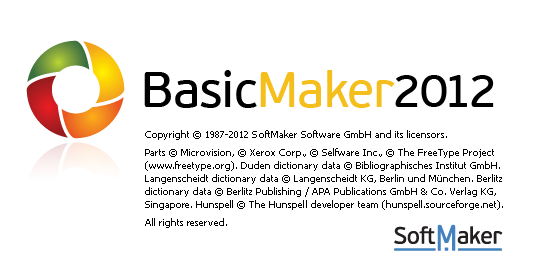 BasicMaker2012
Copyright © 1987-2012 SoftMaker Software GmbH and its licensors.
Parts © Microvision, © Xerox Corp., © Selfware Inc., © The FreeType Project
(www.freetype.org). Duden dictionary data © Bibliographisches Institut GmbH.
Langenscheidt dictionary data © Langenscheidt KG, Berlin und München. Berlitz
dictionary data © Berlitz Publishing / APA Publications GmbH & Co. Verlag KG,
Singapore. Hunspell © The Hunspell developer team (hunspell.sourceforge.net).
All rights reserved.
SoftMaker